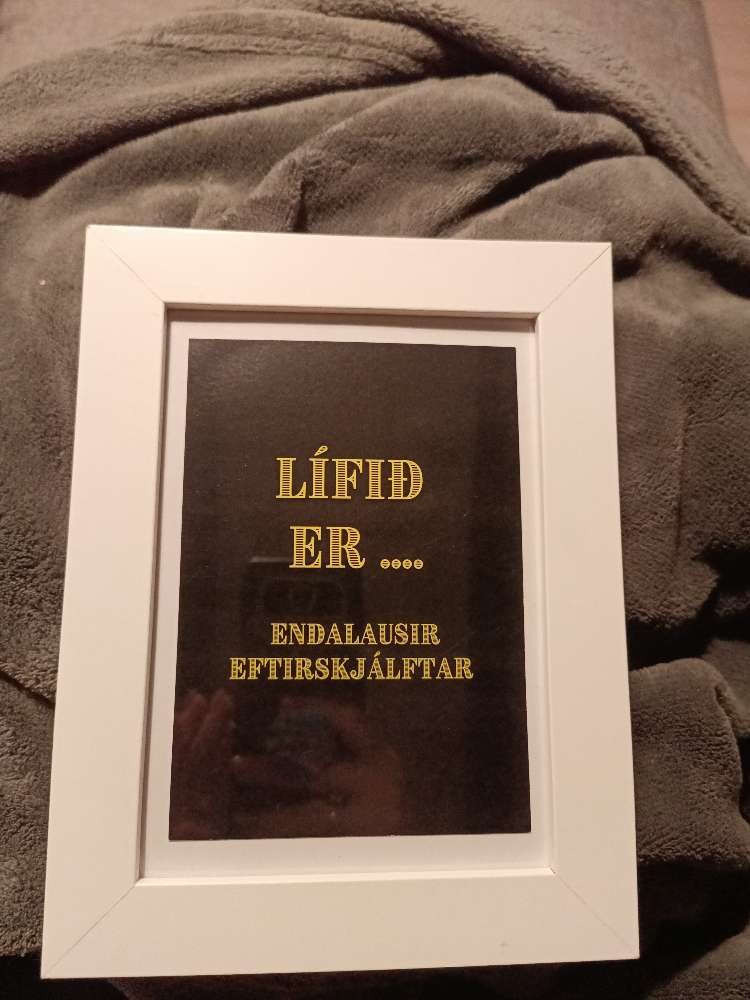 LÍFIÐ
ER ....
ENDALAUSIR
EFTIRSKJÁLFTAR